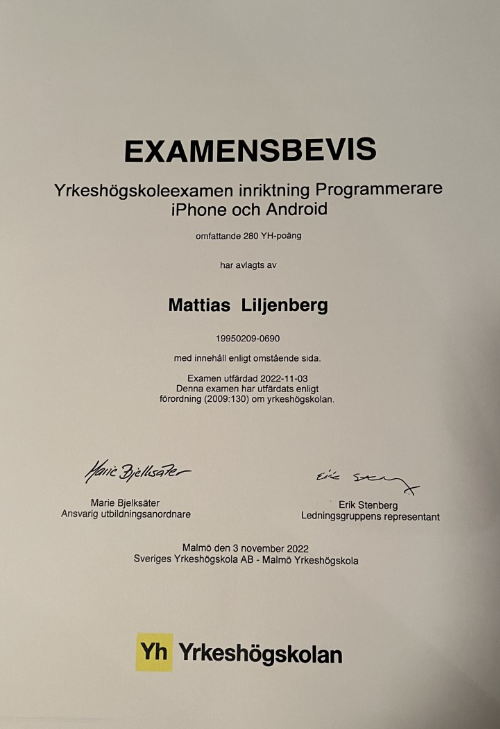 EXAMENSBEVIS
Yrkeshögskoleexamen inriktning Programmerare
iPhone och Android
omfattande 280 YH-poäng
har avlagts av
Mattias Liljenberg
19950209-0690
med innehåll enligt omstående sida.
Examen utfärdad 2022-11-03
Denna examen har utfärdats enligt
förordning (2009:130) om yrkeshögskolan.
Marie Bjelksäter
Marie Bjelksäter
Ansvarig utbildningsanordnare
Erik
Erik Stenberg
Ledningsgruppens representant
Malmö den 3 november 2022
Sveriges Yrkeshögskola AB - Malmö Yrkeshögskola
Yh Yrkeshögskolan